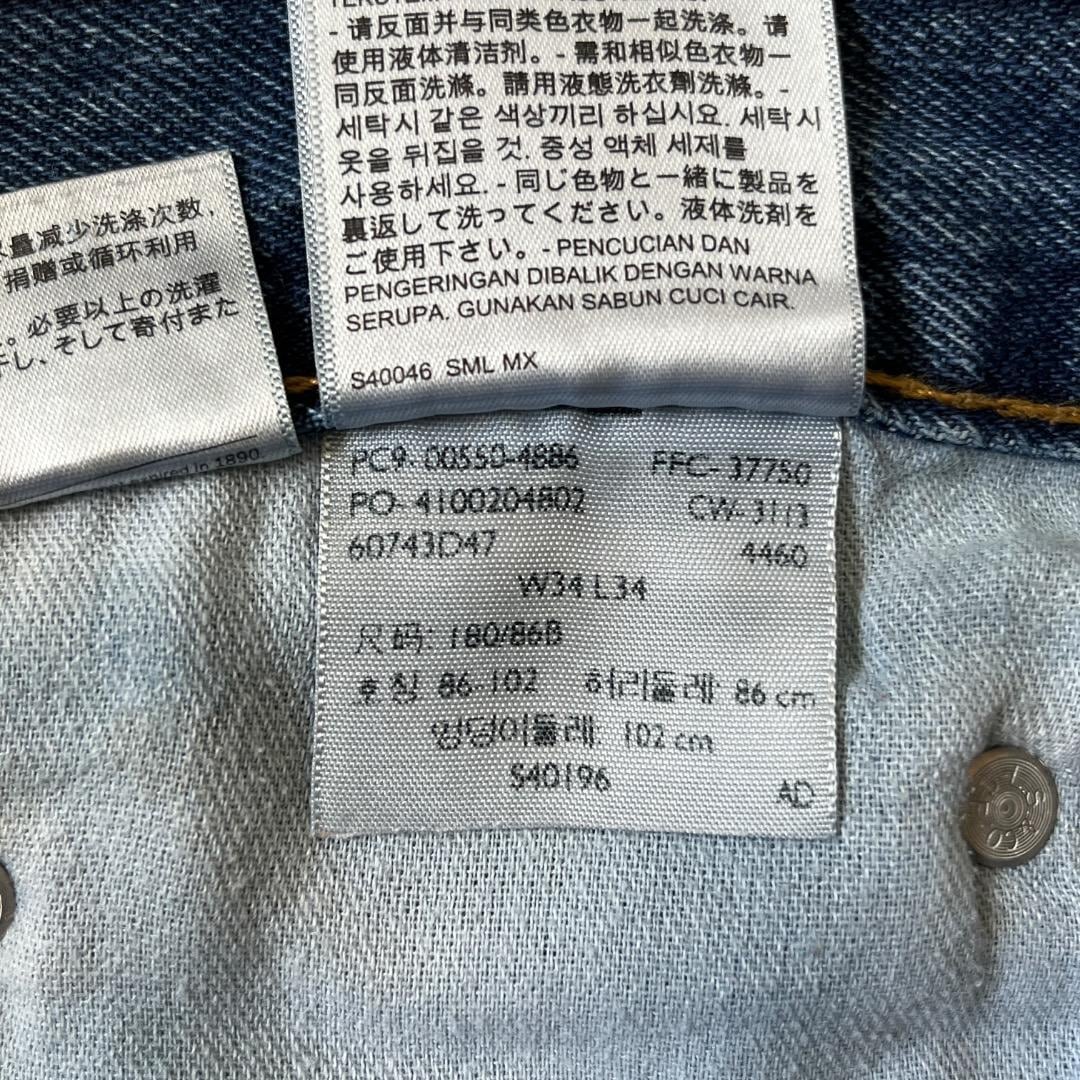 - 请反面并与同类色衣物一起洗涤。请
使用液体清洁剂。- 需和相似色衣物一
同反面洗滌。請用液態洗衣劑洗滌。-
세탁시 같은 색상끼리 하십시요. 세탁시
옷을 뒤집을 것. 중성 액체 세제를
사용하세요. - 同じ色物と一緒に製品を
裏返して洗ってください。液体洗剤を
ご使用下さい。- PENCUCIAN DAN
PENGERINGAN DIBALIK DENGAN WARNA
SERUPA. GUNAKAN SABUN CUCI CAIR.
S40046 SML MX
量减少洗涤次数,
捐赠或循环利用
。必要以上の洗濯
し、そして寄付また
in 1890.
PC9- 00550-4886 FFC- 37750
PO- 4100204802 CW-3113
60743D47 4460
W34 L34
尺码: 180/86B
호칭 86-102 허리둘레: 86 cm
엉덩이둘레: 102 cm
S40196 AD